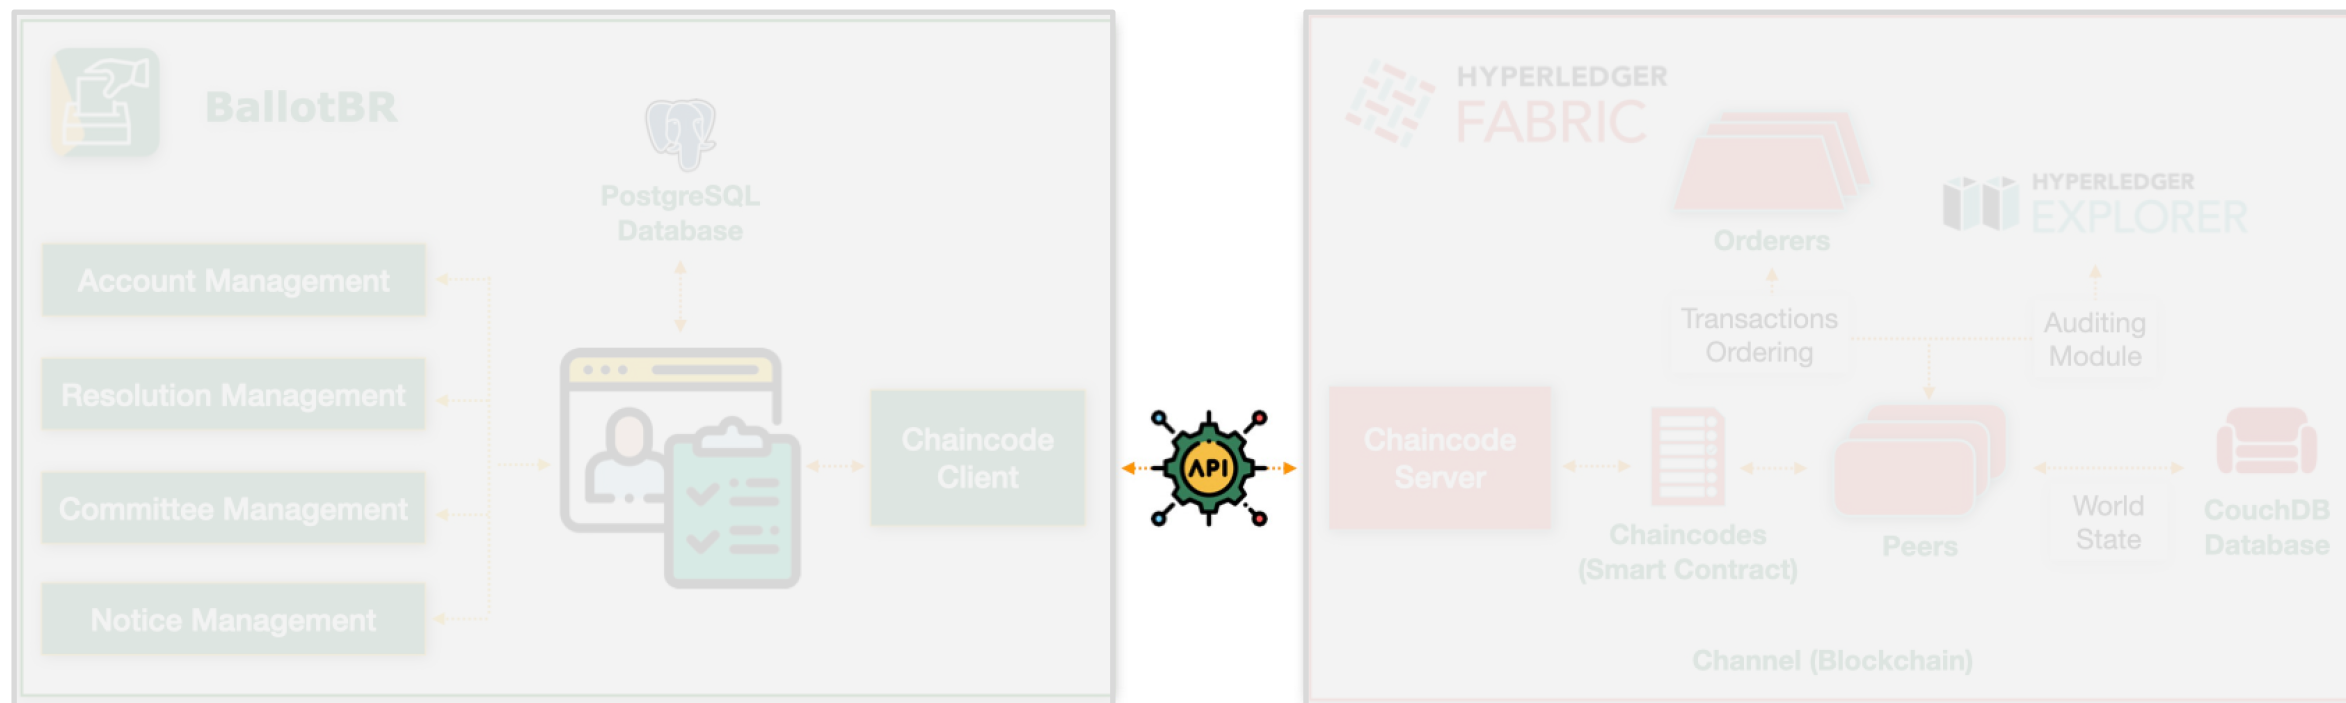 BallotBR
PostgreSQL
Database
Account Management
Resolution Management
Committee Management
Notice Management
Chaincode
Client
API
HYPERLEDGER
FABRIC
Orderers
HYPERLEDGER
EXPLORER
Transactions
Ordering
Auditing
Module
Chaincode
Server
Chaincodes
(Smart Contract)
Peers
World
State
CouchDB
Database
Channel (Blockchain)